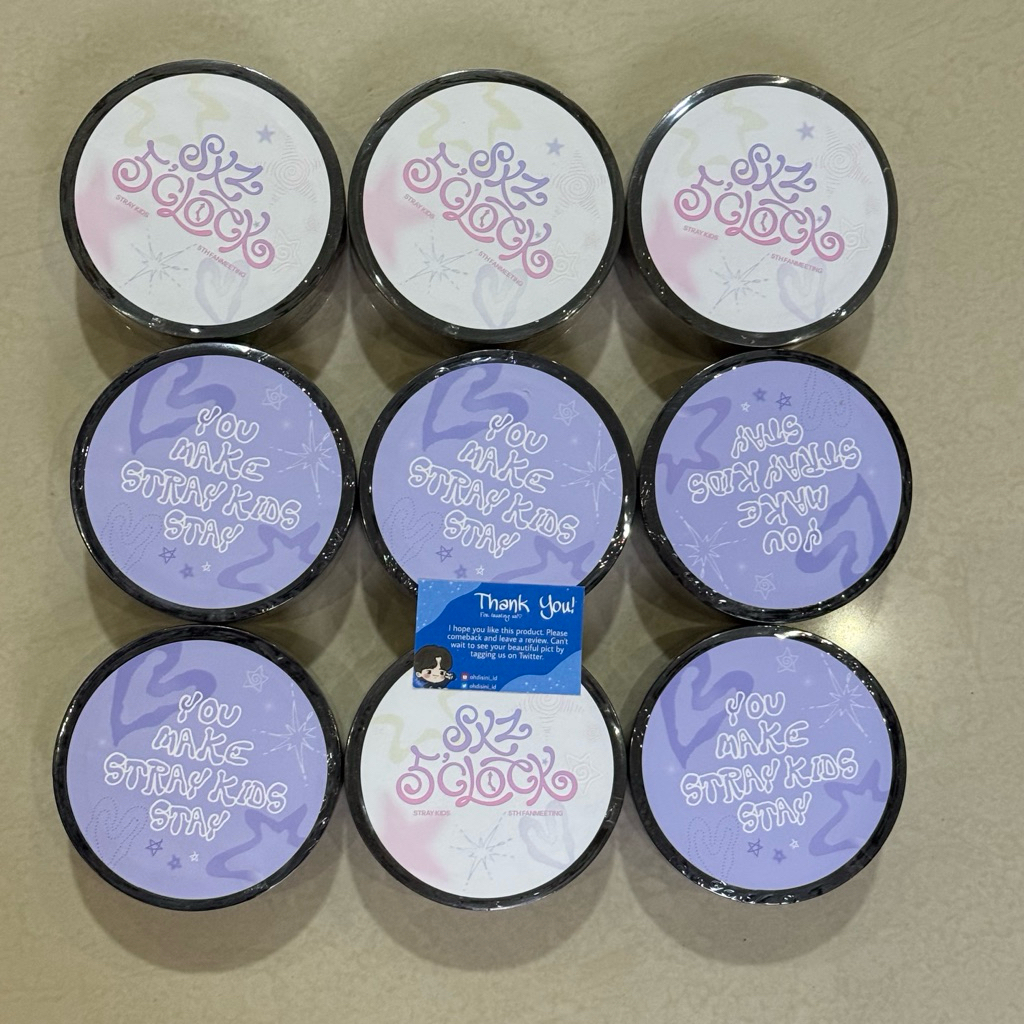 SKZ
5'CLOCK
STRAY KIDS
5TH FANMEETING
SKZ
5'CLOCK
STRAY KIDS
5TH FANMEETING
SKZ
5'CLOCK
STRAY KIDS
5TH FANMEETING
YOU
MAKE
STRAY KIDS
STAY
YOU
MAKE
STRAY KIDS
STAY
YOU
MAKE
STRAY KIDS
STAY
Thank You!
I hope you like this product. Please
comeback and leave a review. Can't
wait to see your beautiful pict by
tagging us on Twitter.
ohdisini_id
ohdisini_id
YOU
MAKE
STRAY KIDS
STAY
SKZ
5'CLOCK
STRAY KIDS
5TH FANMEETING
YOU
MAKE
STRAY KIDS
STAY